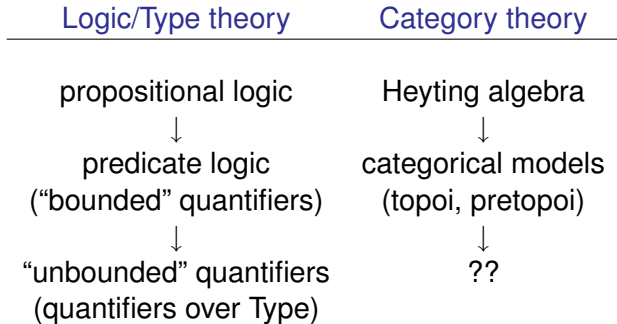 Logic/Type theory Category theory
propositional logic Heyting algebra
↓ ↓
predicate logic categorical models
(“bounded” quantifiers) (topoi, pretopoi)
↓ ↓
“unbounded” quantifiers ??
(quantifiers over Type)